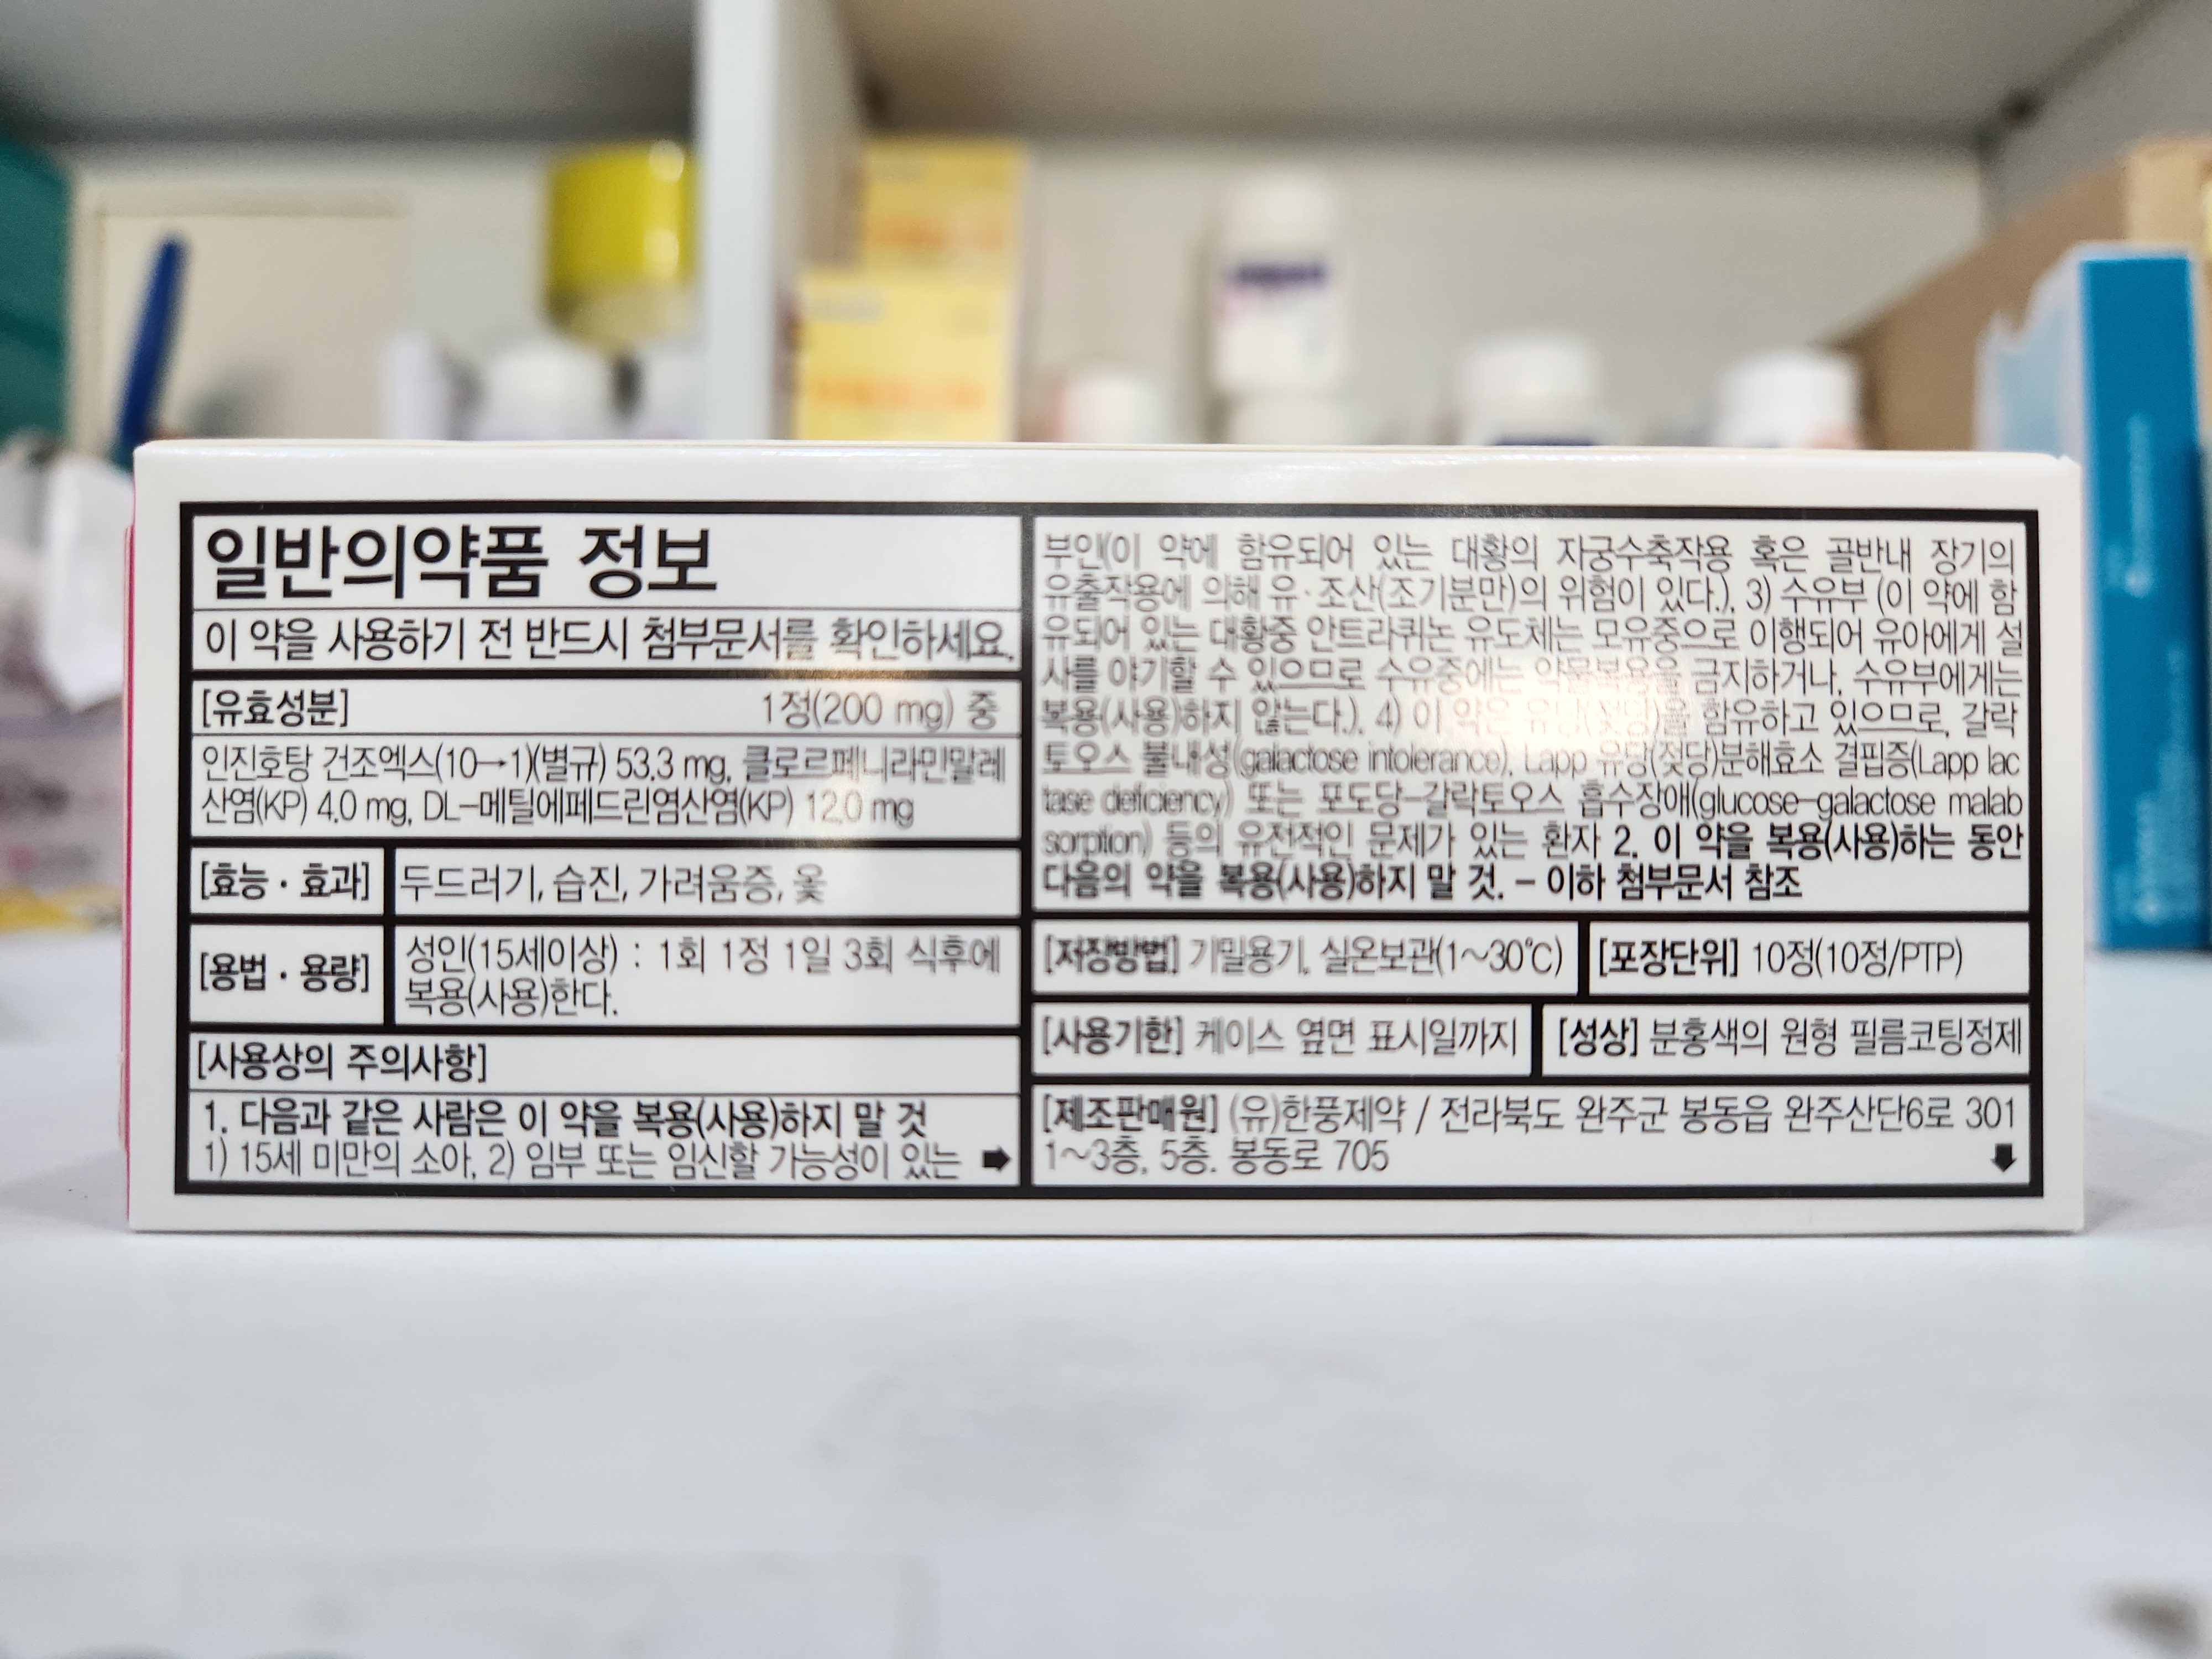 일반의약품 정보
이 약을 사용하기 전 반드시 첨부문서를 확인하세요.
[유효성분] 1정(200 mg) 중
인진호탕 건조엑스(10→1)(별규) 53.3 mg, 클로르페니라민말레
산염(KP) 4.0 mg, DL-메틸에페드린염산염(KP) 12.0 mg
[효능 · 효과] 두드러기, 습진, 가려움증, 옻
[용법 · 용량] 성인(15세이상) : 1회 1정 1일 3회 식후에
복용(사용)한다.
[사용상의 주의사항]
1. 다음과 같은 사람은 이 약을 복용(사용)하지 말 것
1) 15세 미만의 소아, 2) 임부 또는 임신할 가능성이 있는 ➡
부인(이 약에 함유되어 있는 대황의 자궁수축작용 혹은 골반내 장기의
유출작용에 의해 유·조산(조기분만)의 위험이 있다.), 3) 수유부 (이 약에 함
유되어 있는 대황중 안트라퀴논 유도체는 모유중으로 이행되어 유아에게 설
사를 야기할 수 있으므로 수유중에는 약물복용을 금지하거나, 수유부에게는
복용(사용)하지 않는다.), 4) 이 약은 유당(젖당)을 함유하고 있으므로, 갈락
토오스 불내성(galactose intolerance), Lapp 유당(젖당)분해효소 결핍증(Lapp lac
tase deficiency) 또는 포도당-갈락토오스 흡수장애(glucose-galactose malab
sorption) 등의 유전적인 문제가 있는 환자 2. 이 약을 복용(사용)하는 동안
다음의 약을 복용(사용)하지 말 것. - 이하 첨부문서 참조
[저장방법] 기밀용기, 실온보관(1~30℃) [포장단위] 10정(10정/PTP)
[사용기한] 케이스 옆면 표시일까지 [성상] 분홍색의 원형 필름코팅정제
[제조판매원] (유)한풍제약 / 전라북도 완주군 봉동읍 완주산단6로 301
1~3층, 5층. 봉동로 705 ⬇